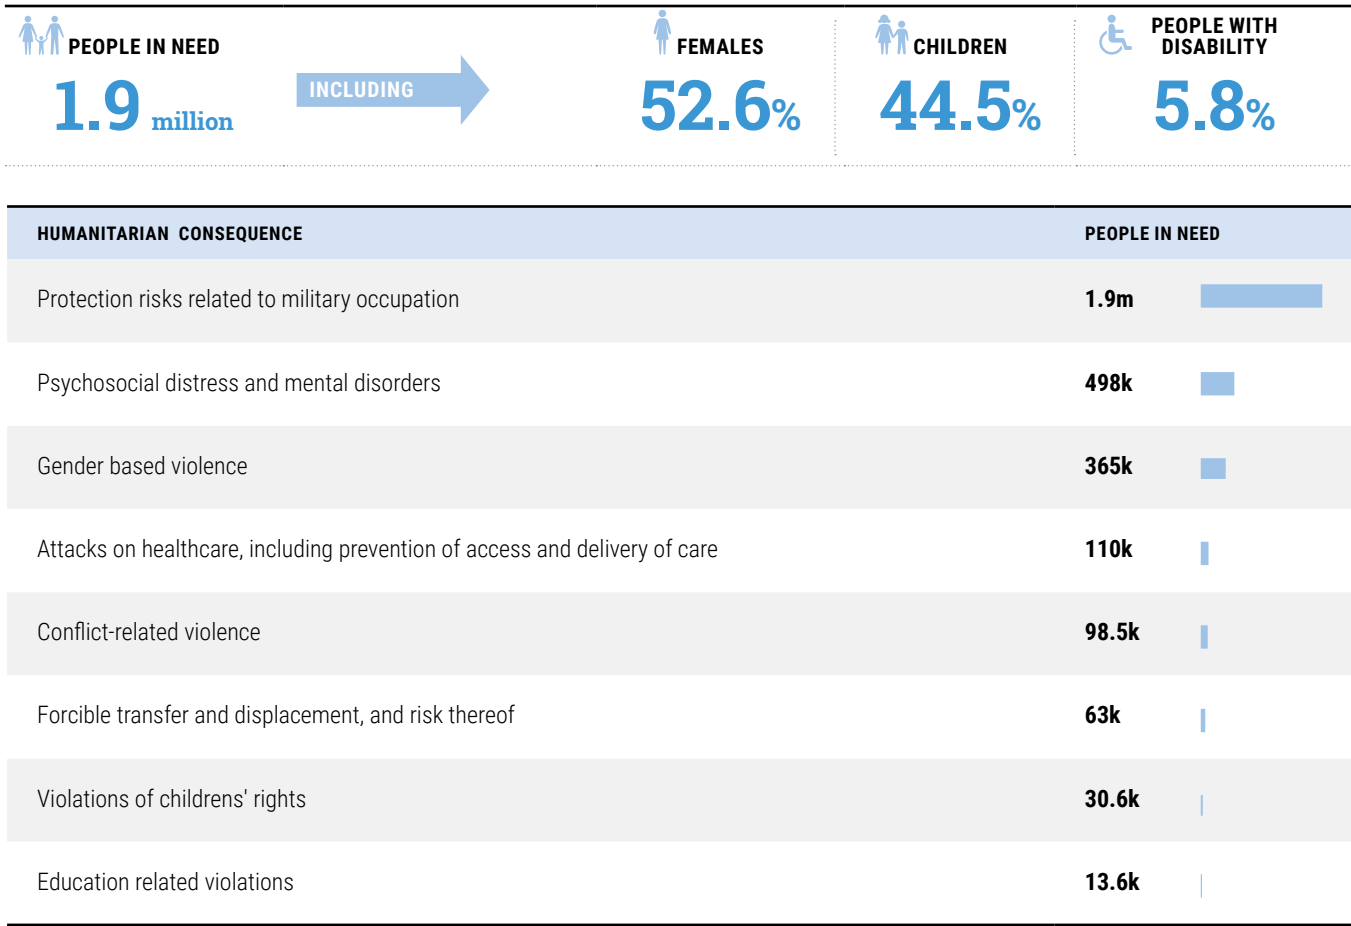 PEOPLE IN NEED
1.9 million
INCLUDING
FEMALES
52.6%
CHILDREN
44.5%
PEOPLE WITH
DISABILITY
5.8%
HUMANITARIAN CONSEQUENCE PEOPLE IN NEED
Protection risks related to military occupation 1.9m
Psychosocial distress and mental disorders 498k
Gender based violence 365k
Attacks on healthcare, including prevention of access and delivery of care 110k
Conflict-related violence 98.5k
Forcible transfer and displacement, and risk thereof 63k
Violations of childrens' rights 30.6k
Education related violations 13.6k